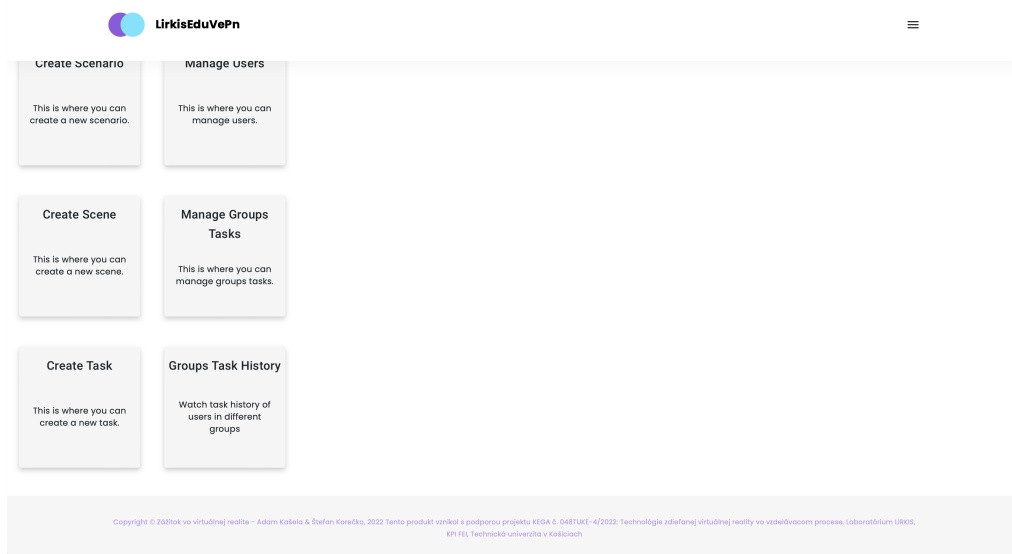 LirkisEduVePn
Create Scenario
This is where you can
create a new scenario.
Manage Users
This is where you can
manage users.
Create Scene
This is where you can
create a new scene.
Manage Groups
Tasks
This is where you can
manage groups tasks.
Create Task
This is where you can
create a new task.
Groups Task History
Watch task history of
users in different
groups
Copyright © Zážitok vo virtuálnej realite - Adam Kašela & Štefan Korečko, 2022 Tento produkt vznikol s podporou projektu KEGA č. 048TUKE-4/2022: Technológie zdieľanej virtuálnej reality vo vzdelávacom procese. Laboratórium LIRKIS,
KPI FEI, Technická univerzita v Košiciach